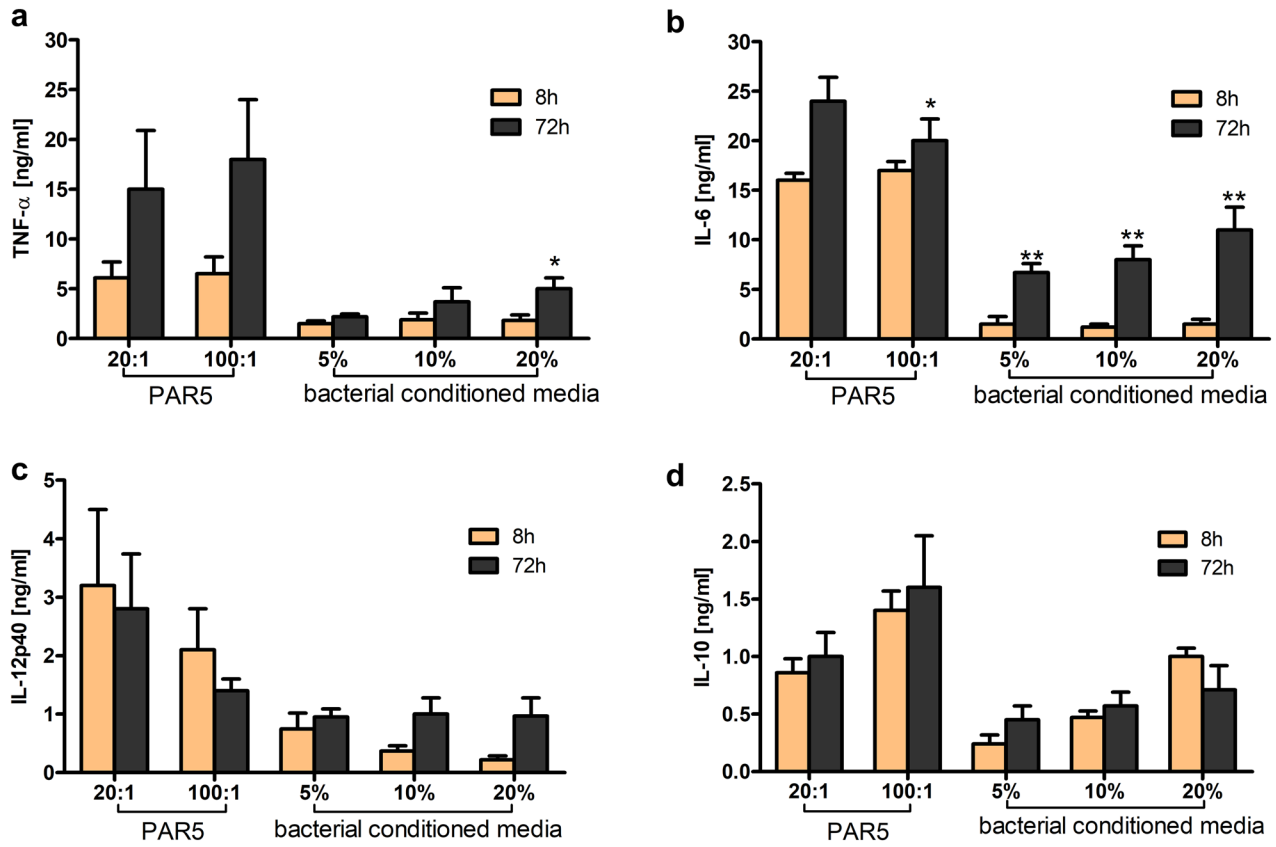 a
TNF-α [ng/ml]
30
25
20
15
10
5
0
8h
72h
*
20:1 100:1 5% 10% 20%
PAR5 bacterial conditioned media
b
IL-6 [ng/ml]
30
25
20
15
10
5
0
8h
72h
* ** ** **
20:1 100:1 5% 10% 20%
PAR5 bacterial conditioned media
c
IL-12p40 [ng/ml]
5
4
3
2
1
0
8h
72h
20:1 100:1 5% 10% 20%
PAR5 bacterial conditioned media
d
IL-10 [ng/ml]
2.5
2.0
1.5
1.0
0.5
0.0
8h
72h
20:1 100:1 5% 10% 20%
PAR5 bacterial conditioned media